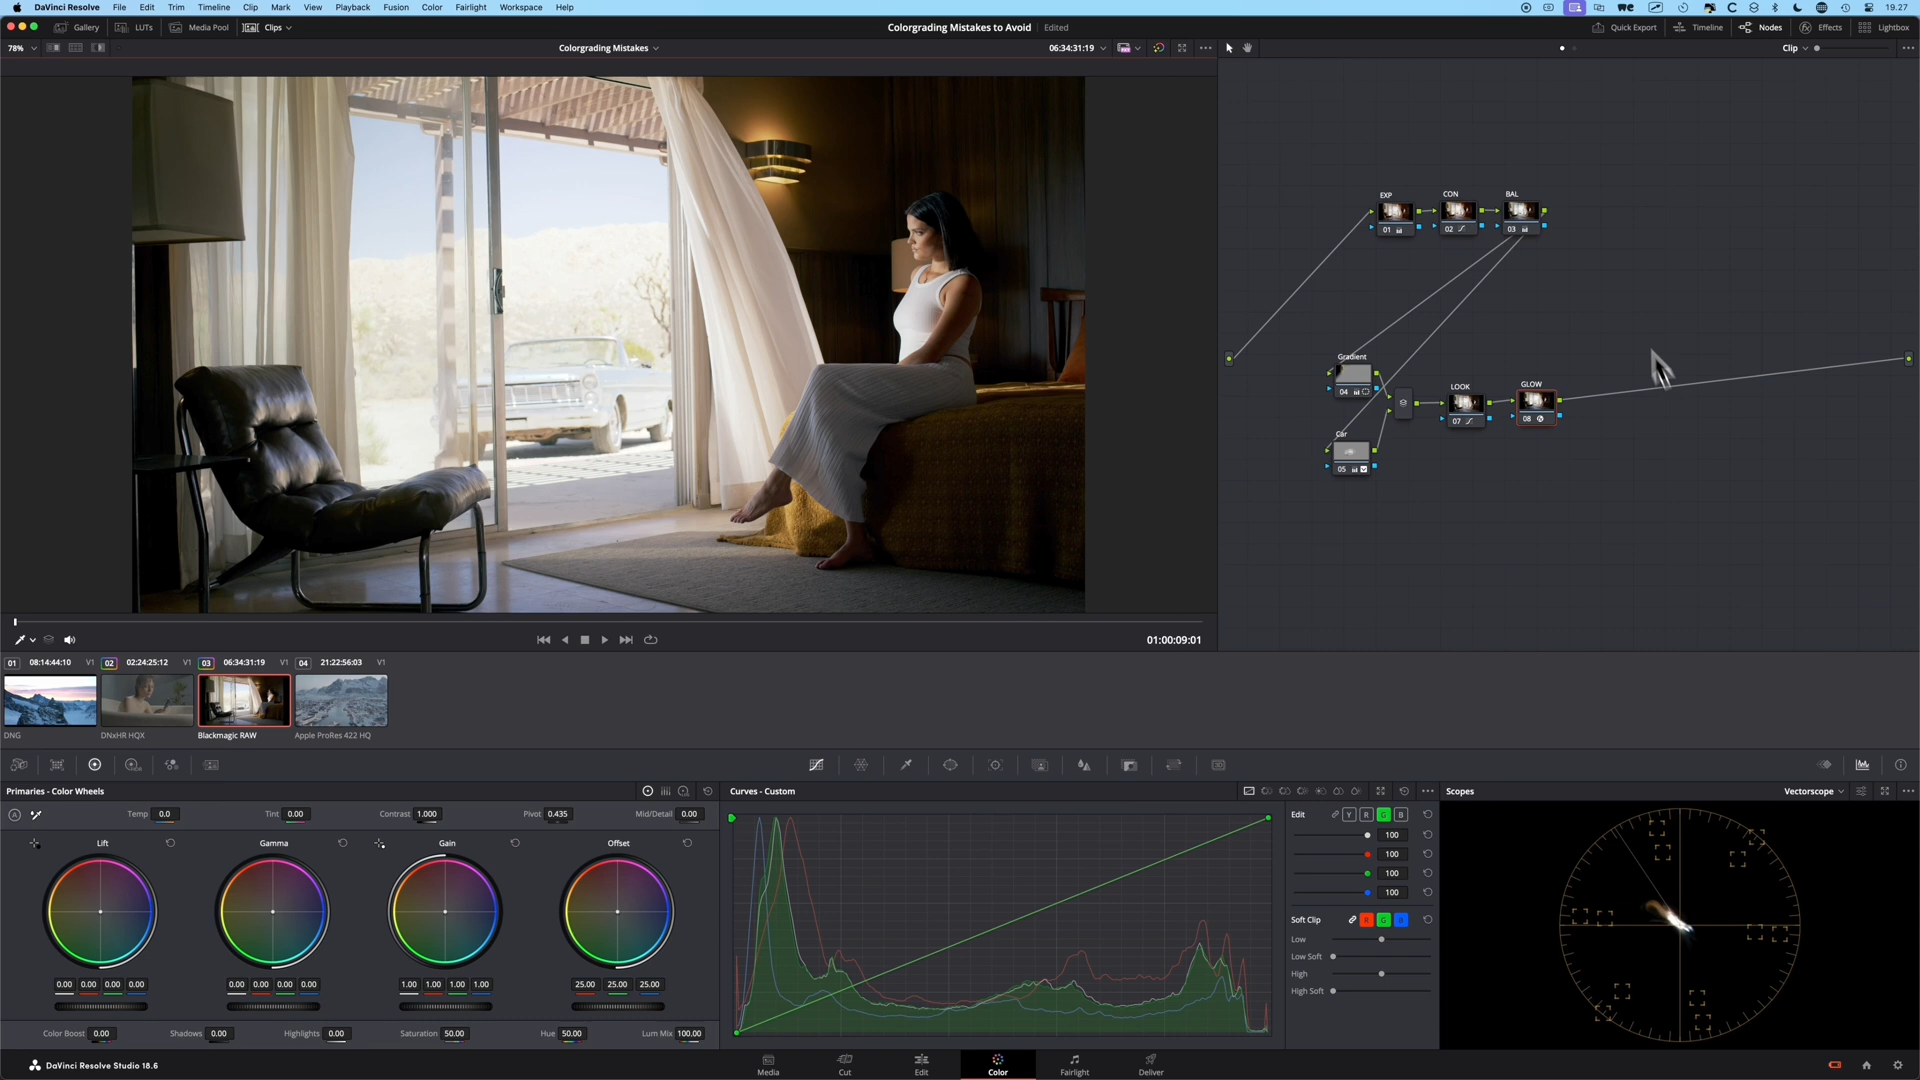 DaVinci Resolve File Edit Trim Timeline Clip Mark View Playback Fusion Color Fairlight Workspace Help 19.27
Gallery LUTs Media Pool Clips Colorgrading Mistakes to Avoid Edited Quick Export Timeline Nodes Effects Lightbox
78% Colorgrading Mistakes 06:34:31:19 Clip
EXP CON BAL
01 02 03
Gradient
04
LOOK GLOW
07 08
Car
05
01:00:09:01
01 08:14:44:10 V1 02 02:24:25:12 V1 03 06:34:31:19 V1 04 21:22:56:03 V1
DNG DNxHR HQX Blackmagic RAW Apple ProRes 422 HQ
Primaries - Color Wheels Curves - Custom Scopes Vectorscope
A Temp 0.0 Tint 0.00 Contrast 1.000 Pivot 0.435 Mid/Detail 0.00
Edit Y R G B
100
100
100
100
Lift Gamma Gain Offset
0.00 0.00 0.00 0.00 0.00 0.00 0.00 0.00 1.00 1.00 1.00 1.00 25.00 25.00 25.00
Soft Clip R G B
Low
Low Soft
High
High Soft
Color Boost 0.00 Shadows 0.00 Highlights 0.00 Saturation 50.00 Hue 50.00 Lum Mix 100.00
DaVinci Resolve Studio 18.6
Media Cut Edit Color Fairlight Deliver